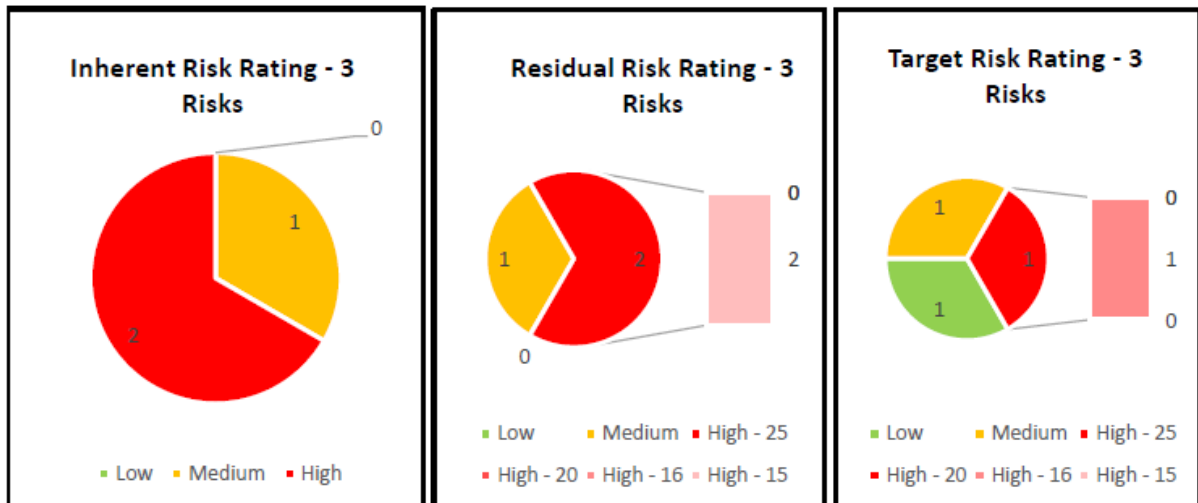 Inherent Risk Rating - 3
Risks
0
1
2
Low Medium High
Residual Risk Rating - 3
Risks
0
1
2
2
0
Low Medium High - 25
High - 20 High - 16 High - 15
Target Risk Rating - 3
Risks
0
1
1
1
1
0
Low Medium High - 25
High - 20 High - 16 High - 15